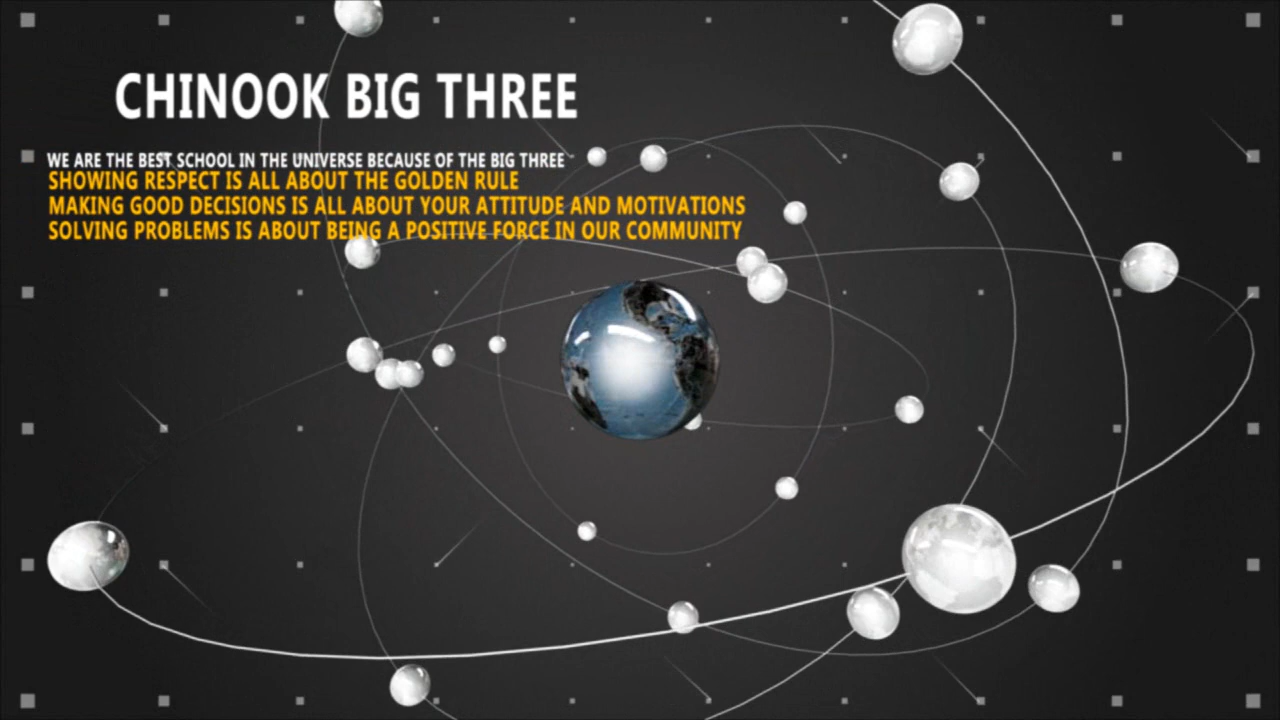 CHINOOK BIG THREE
WE ARE THE BEST SCHOOL IN THE UNIVERSE BECAUSE OF THE BIG THREE
SHOWING RESPECT IS ALL ABOUT THE GOLDEN RULE
MAKING GOOD DECISIONS IS ALL ABOUT YOUR ATTITUDE AND MOTIVATIONS
SOLVING PROBLEMS IS ABOUT BEING A POSITIVE FORCE IN OUR COMMUNITY